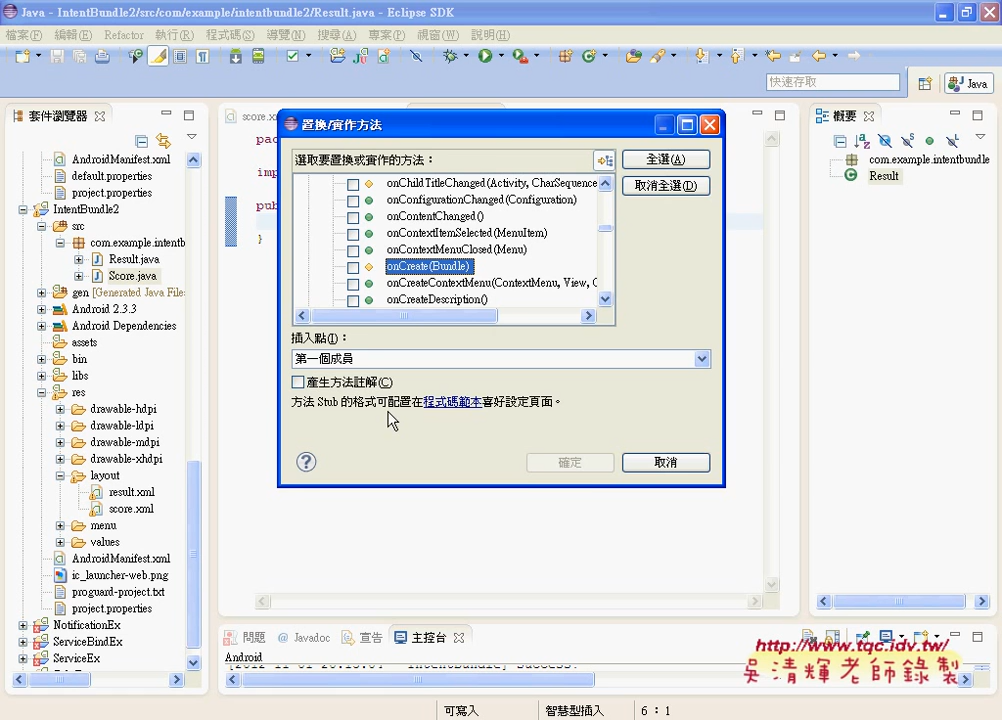 Java - IntentBundle2/src/com/example/intentbundle2/Result.java - Eclipse SDK
檔案(F) 編輯(E) Refactor 執行(R) 程式碼(S) 導覽(N) 搜尋(A) 專案(P) 視窗(W) 說明(H)
快速存取
Java
套件瀏覽器
AndroidManifest.xml
default.properties
project.properties
IntentBundle2
src
com.example.intentb
Result.java
Score.java
gen [Generated Java File:
Android 2.3.3
Android Dependencies
assets
bin
libs
res
drawable-hdpi
drawable-ldpi
drawable-mdpi
drawable-xhdpi
layout
result.xml
score.xml
menu
values
AndroidManifest.xml
ic_launcher-web.png
proguard-project.txt
project.properties
NotificationEx
ServiceBindEx
ServiceEx
score.x
pac
imp
pub
}
置換/實作方法
選取要置換或實作的方法：
onChildTitleChanged(Activity, CharSequence
onConfigurationChanged(Configuration)
onContentChanged()
onContextItemSelected(MenuItem)
onContextMenuClosed(Menu)
onCreate(Bundle)
onCreateContextMenu(ContextMenu, View, C
onCreateDescription()
全選(A)
取消全選(D)
插入點(I)：
第一個成員
產生方法註解(C)
方法 Stub 的格式可配置在程式碼範本喜好設定頁面。
?
確定
取消
概要
com.example.intentbundle
Result
問題 @ Javadoc 宣告 主控台
Android
http://www.tqc.idv.tw/
吳清輝老師錄製
可寫入
智慧型插入
6 : 1